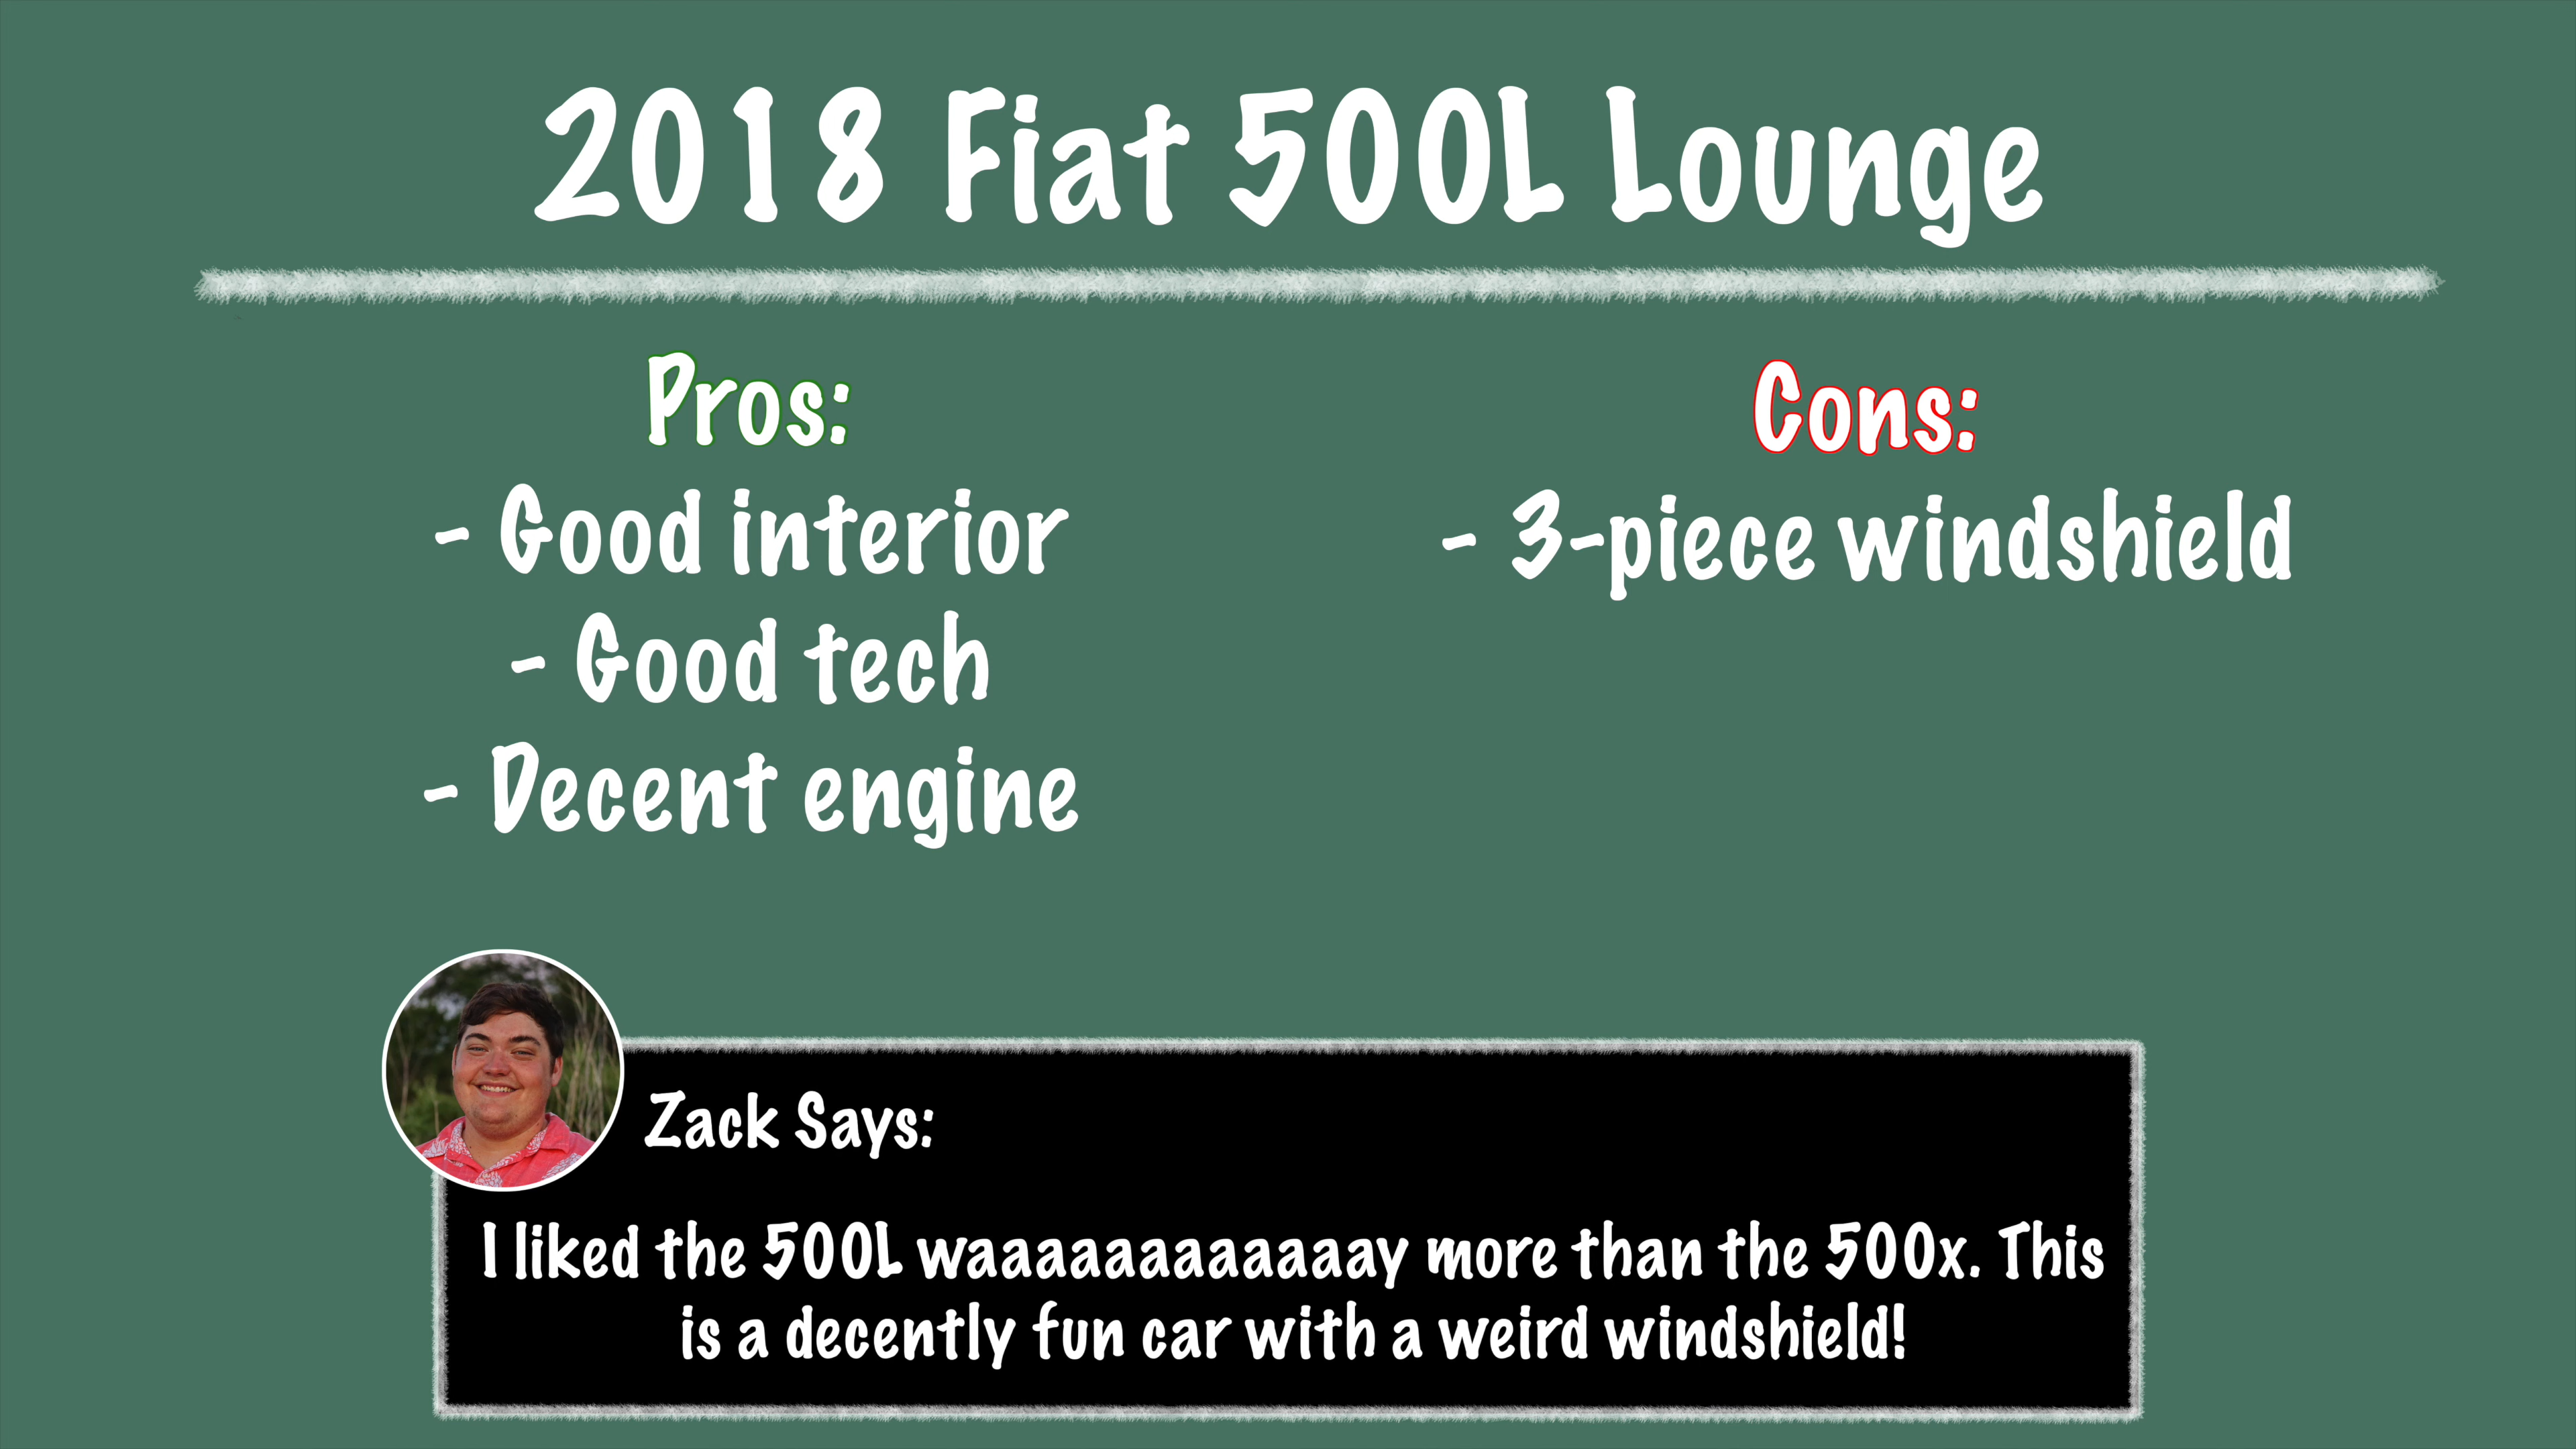 2018 Fiat 500L Lounge
Pros:
- Good interior
- Good tech
- Decent engine
Cons:
- 3-piece windshield
Zack Says:
I liked the 500L waaaaaaaaaaaay more than the 500x. This
is a decently fun car with a weird windshield!